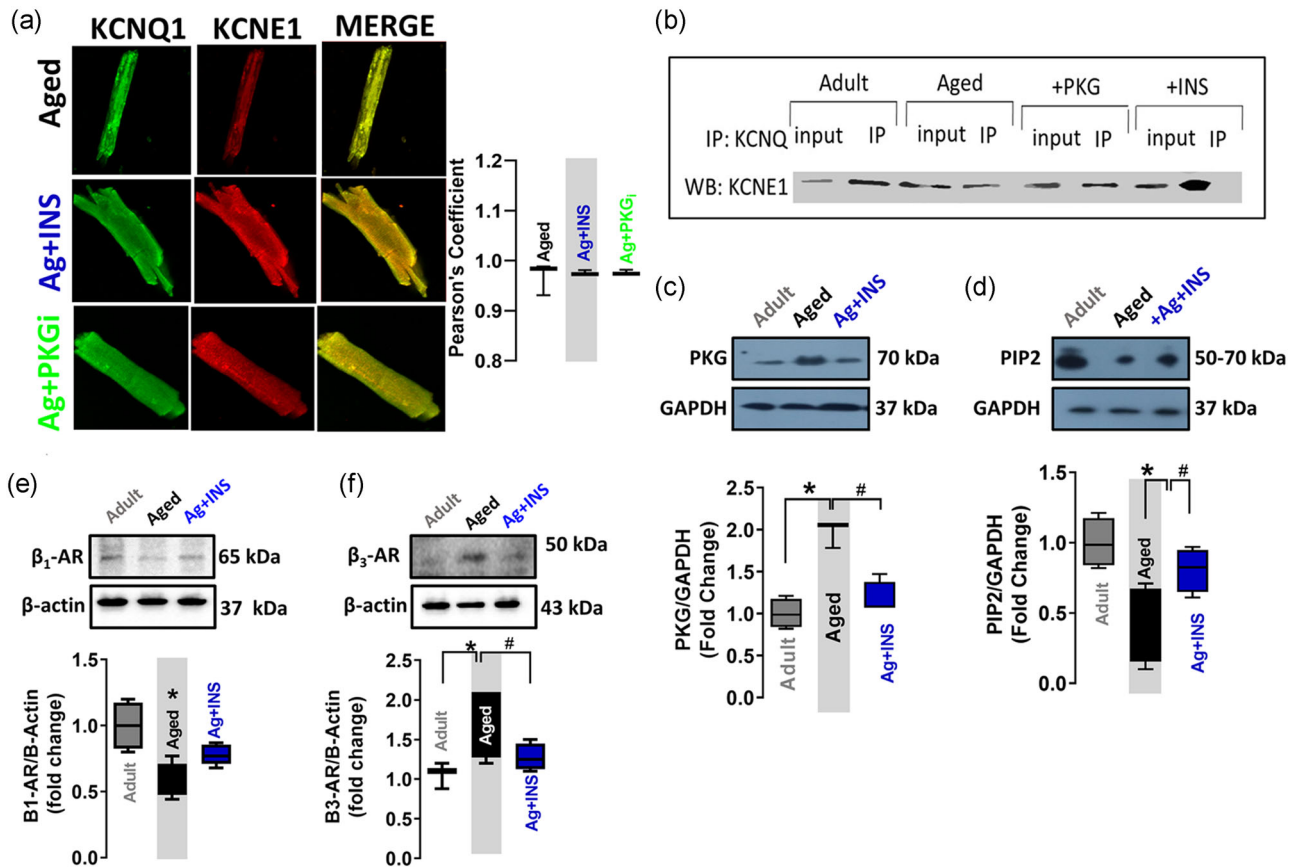 (a)
KCNQ1 KCNE1 MERGE
Aged
Ag+INS
Ag+PKGi
Pearson's Coefficient
1.2
1.1
1.0
0.9
0.8
Aged
Ag+INS
Ag+PKGi
(b)
Adult Aged +PKG +INS
IP: KCNQ input IP input IP input IP input IP
WB: KCNE1
(c)
Adult Aged Ag+INS
PKG 70 kDa
GAPDH 37 kDa
PKG/GAPDH
(Fold Change)
2.5
2.0
1.5
1.0
0.5
0.0
* #
Adult
Aged
Ag+INS
(d)
Adult Aged +Ag+INS
PIP2 50-70 kDa
GAPDH 37 kDa
PIP2/GAPDH
(Fold Change)
1.5
1.0
0.5
0.0
* #
Adult
Aged
Ag+INS
(e)
Adult Aged Ag+INS
β1-AR 65 kDa
β-actin 37 kDa
B1-AR/B-Actin
(fold change)
1.5
1.0
0.5
0.0
Adult
Aged *
Ag+INS
(f)
Adult Aged Ag+INS
β3-AR 50 kDa
β-actin 43 kDa
B3-AR/B-Actin
(fold change)
2.5
2.0
1.5
1.0
0.5
0.0
* #
Adult
Aged
Ag+INS